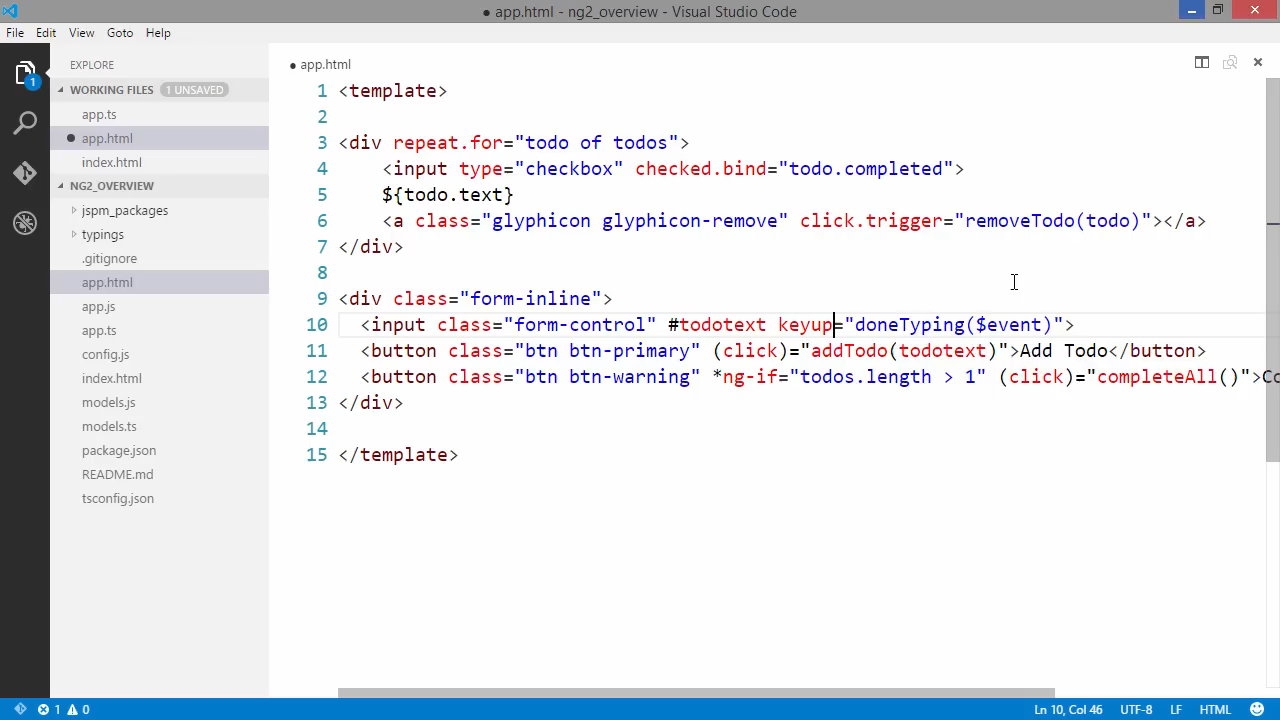 ● app.html - ng2_overview - Visual Studio Code
File Edit View Goto Help
EXPLORE
WORKING FILES 1 UNSAVED
app.ts
app.html
index.html
NG2_OVERVIEW
jspm_packages
typings
.gitignore
app.html
app.js
app.ts
config.js
index.html
models.js
models.ts
package.json
README.md
tsconfig.json
1
● app.html
1 <template>
2
3 <div repeat.for="todo of todos">
4 <input type="checkbox" checked.bind="todo.completed">
5 ${todo.text}
6 <a class="glyphicon glyphicon-remove" click.trigger="removeTodo(todo)"></a>
7 </div>
8
9 <div class="form-inline">
10 <input class="form-control" #todotext keyup="doneTyping($event)">
11 <button class="btn btn-primary" (click)="addTodo(todotext)">Add Todo</button>
12 <button class="btn btn-warning" *ng-if="todos.length > 1" (click)="completeAll()">Co
13 </div>
14
15 </template>
1 0 Ln 10, Col 46 UTF-8 LF HTML